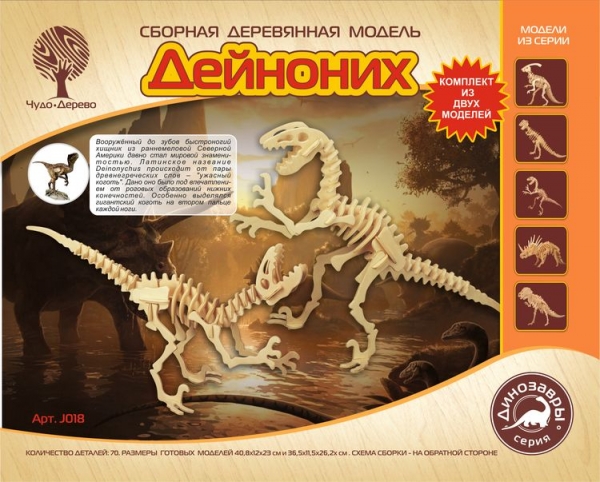 СБОРНАЯ ДЕРЕВЯННАЯ МОДЕЛЬ
Дейноних
Чудо-Дерево
МОДЕЛИ
ИЗ СЕРИИ
КОМПЛЕКТ
ИЗ
ДВУХ
МОДЕЛЕЙ
Вооружённый до зубов быстроногий
хищник из раннемеловой Северной
Америки давно стал мировой знамени-
тостью. Латинское название
Deinonychus происходит от пары
древнегреческих слов – "ужасный
коготь". Дано оно было под впечатлени-
ем от роговых образований нижних
конечностей. Особенно выделялся
гигантский коготь на втором пальце
каждой ноги.
Арт. J018
Динозавры
серия
КОЛИЧЕСТВО ДЕТАЛЕЙ: 70, РАЗМЕРЫ ГОТОВЫХ МОДЕЛЕЙ 40,8х12х23 см и 36,5х11,5х26,2х см . СХЕМА СБОРКИ - НА ОБРАТНОЙ СТОРОНЕ